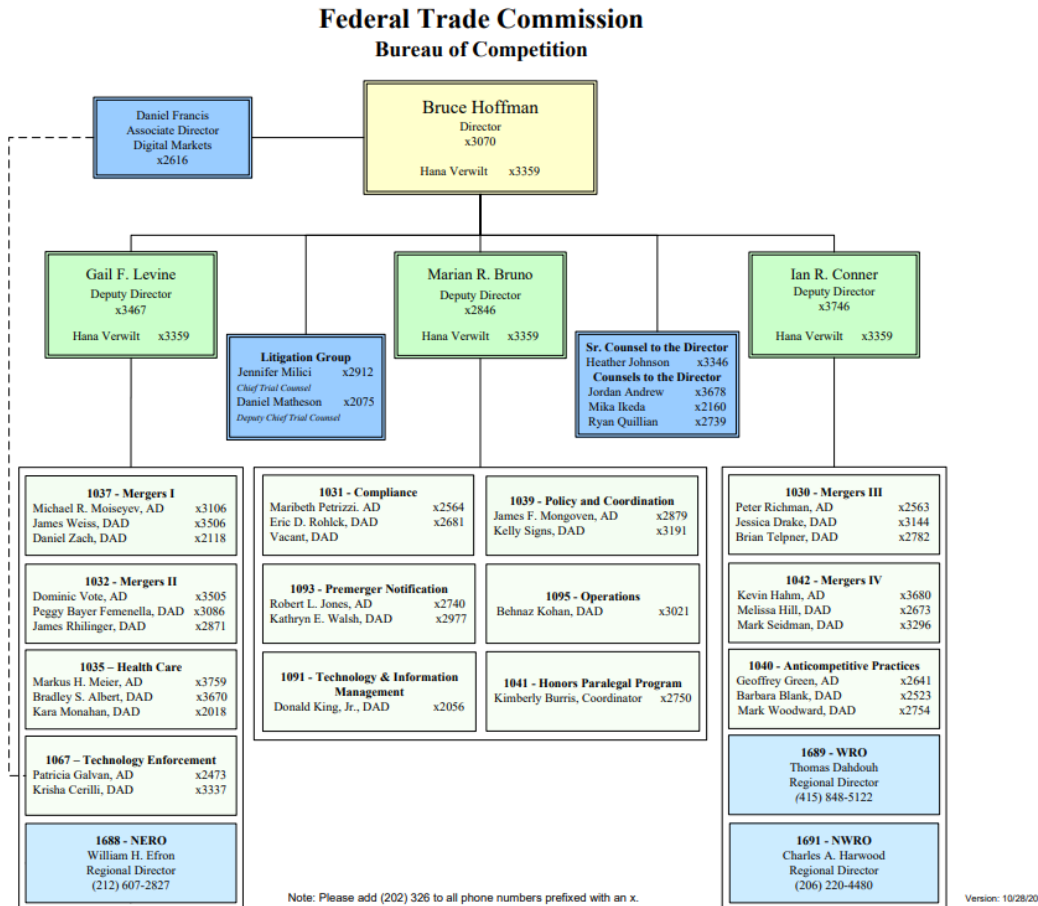 Federal Trade Commission
Bureau of Competition
Daniel Francis
Associate Director
Digital Markets
x2616
Bruce Hoffman
Director
x3070
Hana Verwilt x3359
Gail F. Levine
Deputy Director
x3467
Hana Verwilt x3359
Marian R. Bruno
Deputy Director
x2846
Hana Verwilt x3359
Ian R. Conner
Deputy Director
x3746
Hana Verwilt x3359
Litigation Group
Jennifer Milici x2912
Chief Trial Counsel
Daniel Matheson x2075
Deputy Chief Trial Counsel
Sr. Counsel to the Director
Heather Johnson x3346
Counsels to the Director
Jordan Andrew x3678
Mika Ikeda x2160
Ryan Quillian x2739
1037 - Mergers I
Michael R. Moiseyev, AD x3106
James Weiss, DAD x3506
Daniel Zach, DAD x2118
1032 - Mergers II
Dominic Vote, AD x3505
Peggy Bayer Femenella, DAD x3086
James Rhilinger, DAD x2871
1035 – Health Care
Markus H. Meier, AD x3759
Bradley S. Albert, DAD x3670
Kara Monahan, DAD x2018
1067 – Technology Enforcement
Patricia Galvan, AD x2473
Krisha Cerilli, DAD x3337
1688 - NERO
William H. Efron
Regional Director
(212) 607-2827
1031 - Compliance
Maribeth Petrizzi. AD x2564
Eric D. Rohlck, DAD x2681
Vacant, DAD
1039 - Policy and Coordination
James F. Mongoven, AD x2879
Kelly Signs, DAD x3191
1093 - Premerger Notification
Robert L. Jones, AD x2740
Kathryn E. Walsh, DAD x2977
1095 - Operations
Behnaz Kohan, DAD x3021
1091 - Technology & Information
Management
Donald King, Jr., DAD x2056
1041 - Honors Paralegal Program
Kimberly Burris, Coordinator x2750
1030 - Mergers III
Peter Richman, AD x2563
Jessica Drake, DAD x3144
Brian Telpner, DAD x2782
1042 - Mergers IV
Kevin Hahm, AD x3680
Melissa Hill, DAD x2673
Mark Seidman, DAD x3296
1040 - Anticompetitive Practices
Geoffrey Green, AD x2641
Barbara Blank, DAD x2523
Mark Woodward, DAD x2754
1689 - WRO
Thomas Dahdouh
Regional Director
(415) 848-5122
1691 - NWRO
Charles A. Harwood
Regional Director
(206) 220-4480
Note: Please add (202) 326 to all phone numbers prefixed with an x.
Version: 10/28/20